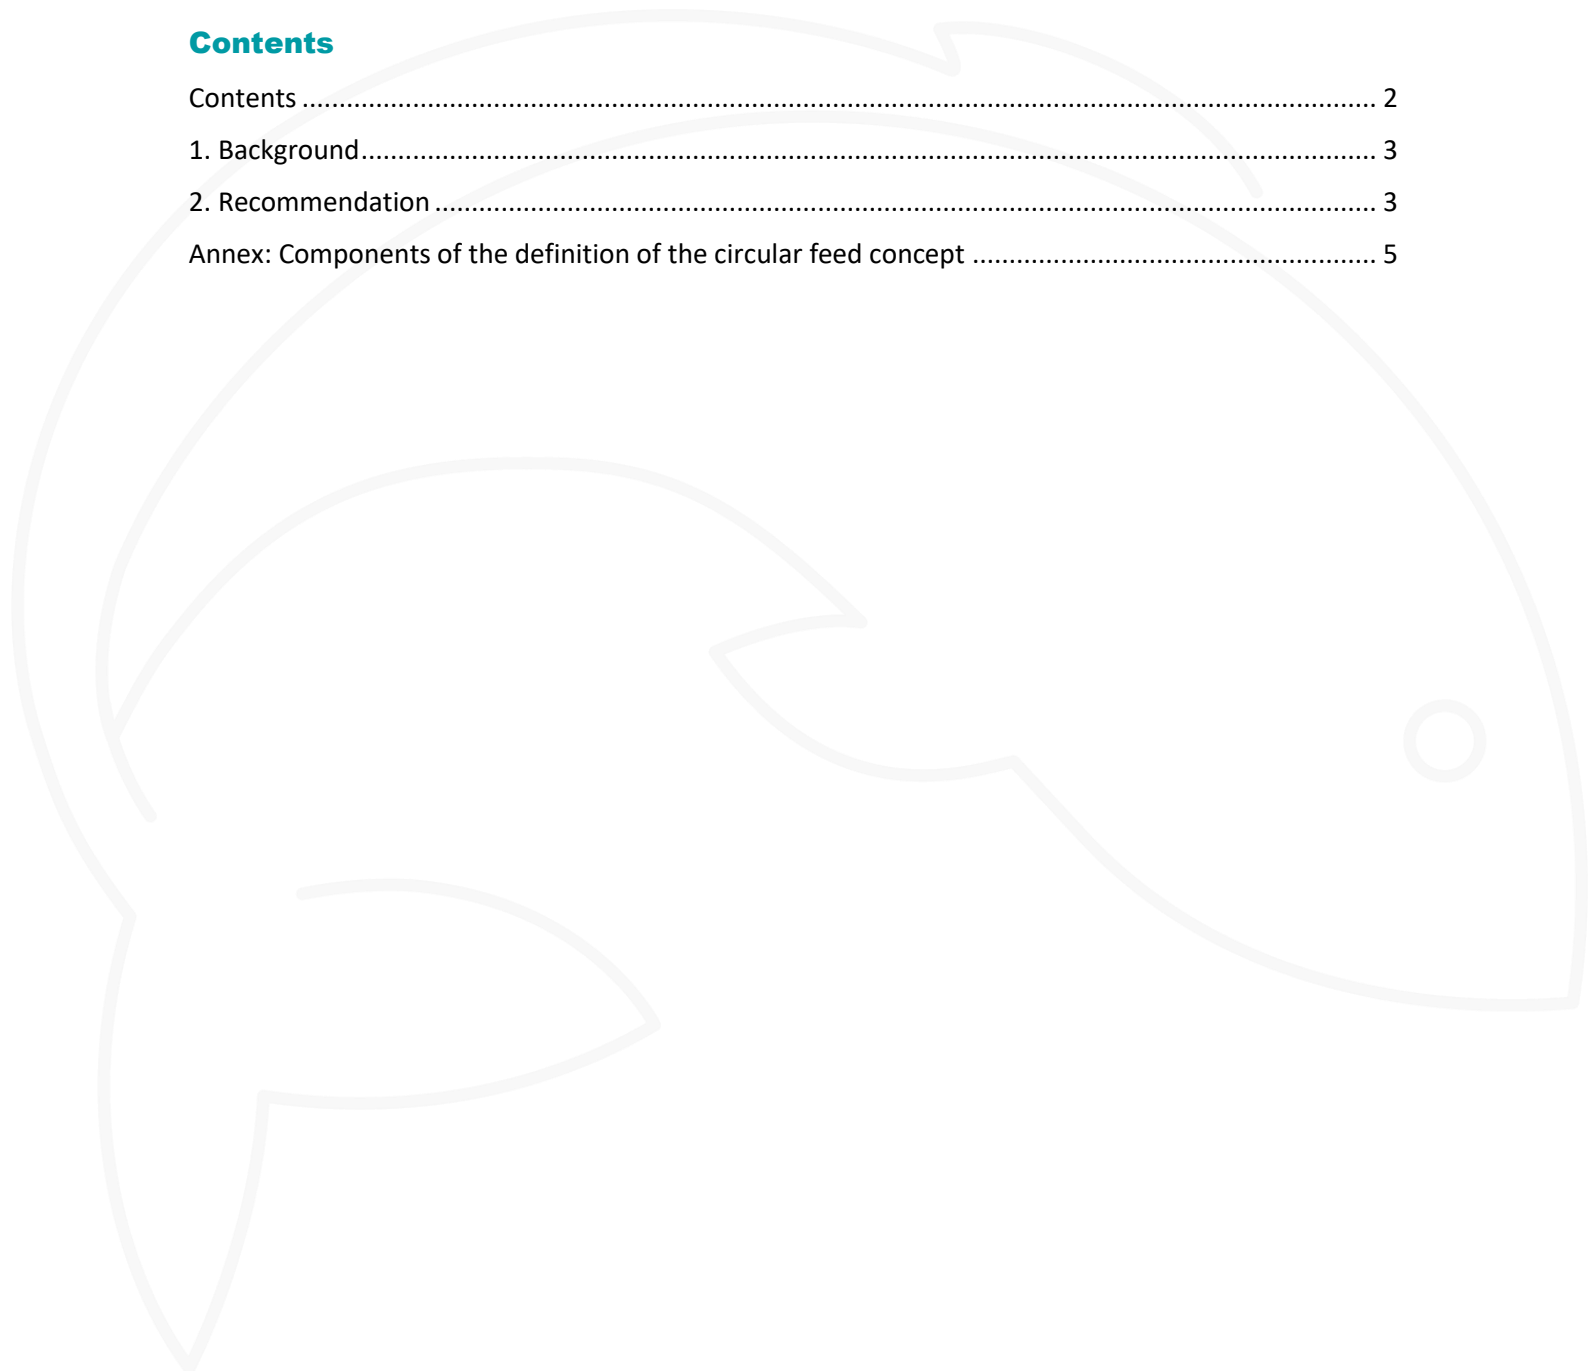 Contents
Contents ........................................................................................................................................ 2
1. Background................................................................................................................................. 3
2. Recommendation ....................................................................................................................... 3
Annex: Components of the definition of the circular feed concept .................................................... 5